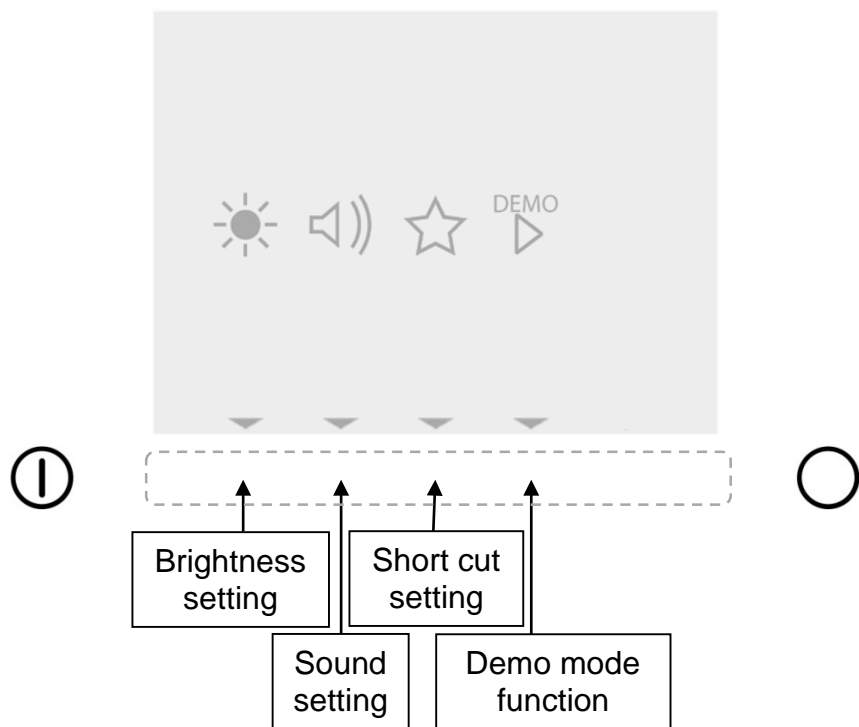 DEMO
Brightness
setting
Short cut
setting
Sound
setting
Demo mode
function